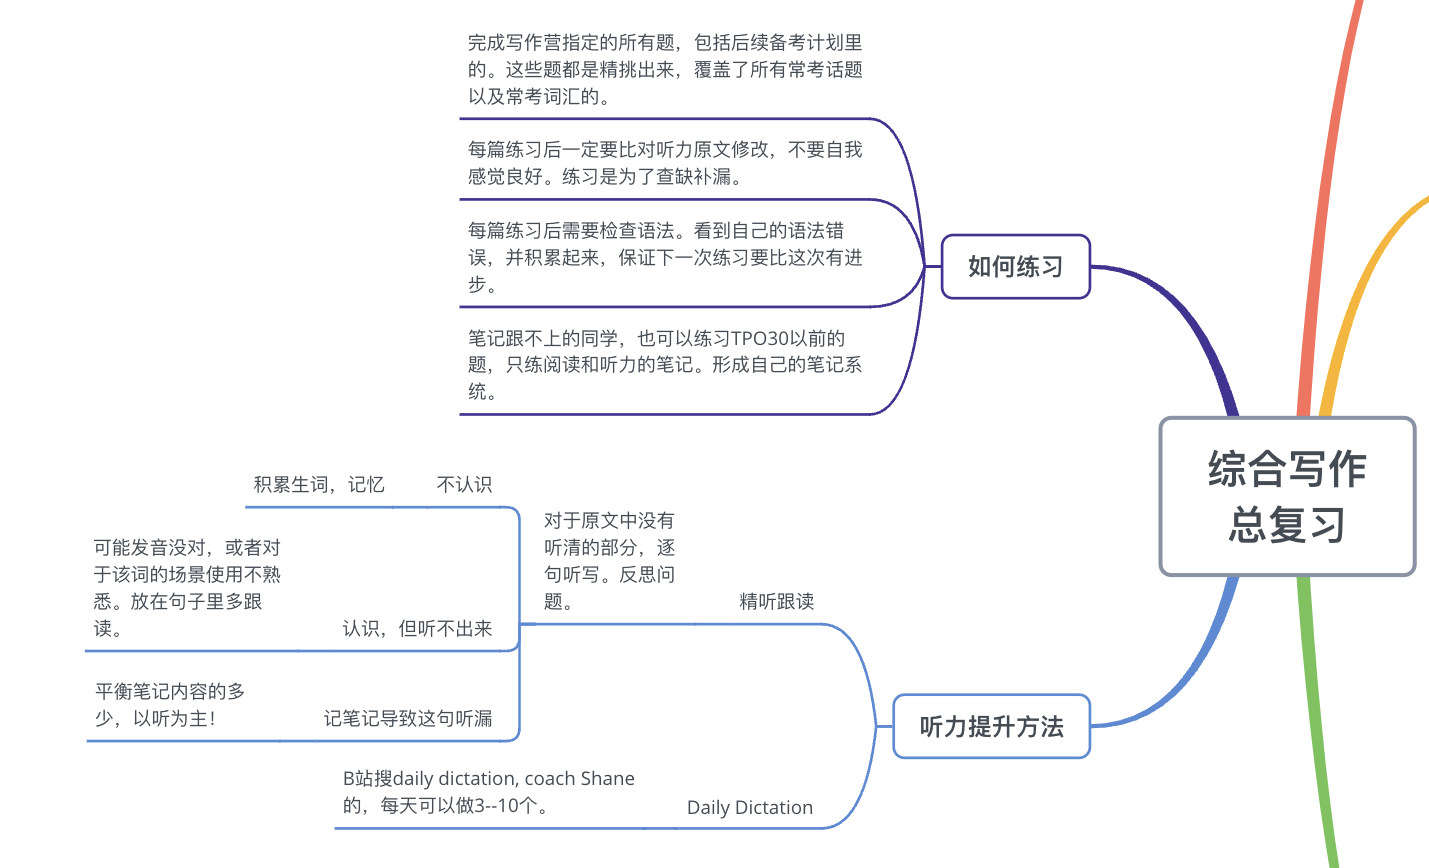 完成写作营指定的所有题，包括后续备考计划里
的。这些题都是精挑出来，覆盖了所有常考话题
以及常考词汇的。
每篇练习后一定要比对听力原文修改，不要自我
感觉良好。练习是为了查缺补漏。
每篇练习后需要检查语法。看到自己的语法错
误，并积累起来，保证下一次练习要比这次有进
步。
笔记跟不上的同学，也可以练习TPO30以前的
题，只练阅读和听力的笔记。形成自己的笔记系
统。
如何练习
综合写作
总复习
积累生词，记忆
不认识
可能发音没对，或者对
于该词的场景使用不熟
悉。放在句子里多跟
读。
认识，但听不出来
平衡笔记内容的多
少，以听为主！
记笔记导致这句听漏
对于原文中没有
听清的部分，逐
句听写。反思问
题。
精听跟读
听力提升方法
B站搜daily dictation, coach Shane
的，每天可以做3--10个。
Daily Dictation